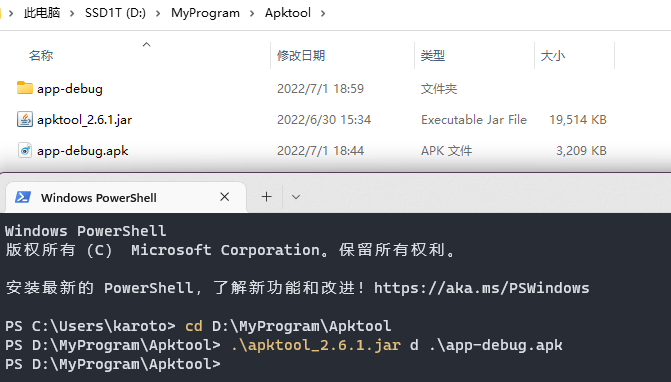 此电脑 > SSD1T (D:) > MyProgram > Apktool >
名称 修改日期 类型 大小
app-debug 2022/7/1 18:59 文件夹
apktool_2.6.1.jar 2022/6/30 15:34 Executable Jar File 19,514 KB
app-debug.apk 2022/7/1 18:44 APK 文件 3,209 KB
Windows PowerShell
Windows PowerShell
版权所有 (C) Microsoft Corporation。保留所有权利。
安装最新的 PowerShell，了解新功能和改进！https://aka.ms/PSWindows
PS C:\Users\karoto> cd D:\MyProgram\Apktool
PS D:\MyProgram\Apktool> .\apktool_2.6.1.jar d .\app-debug.apk
PS D:\MyProgram\Apktool>